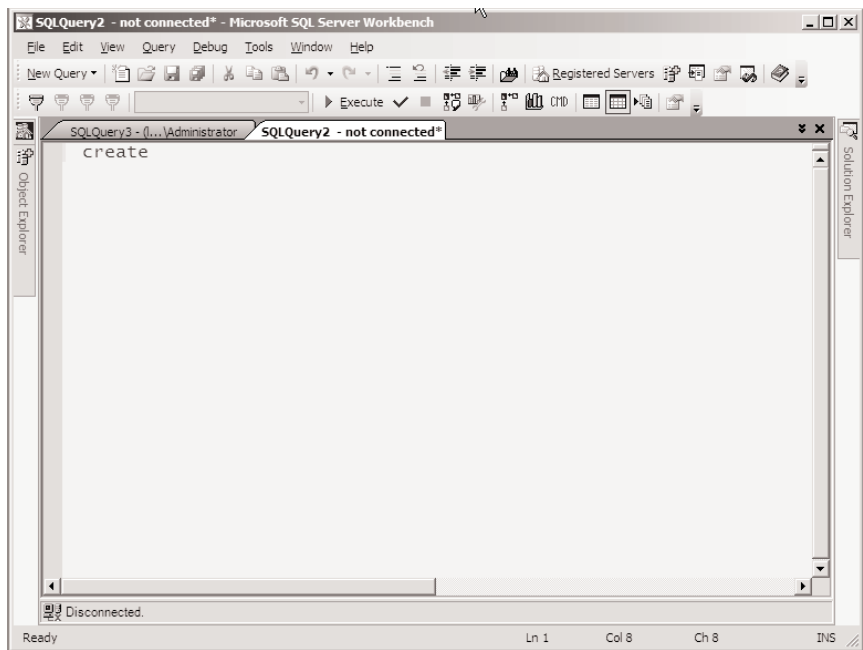 SQLQuery2 - not connected* - Microsoft SQL Server Workbench
File Edit View Query Debug Tools Window Help
New Query Registered Servers
Execute CMD
SQLQuery3 - (l...\Administrator SQLQuery2 - not connected*
create
Object Explorer
Solution Explorer
Disconnected.
Ready Ln 1 Col 8 Ch 8 INS